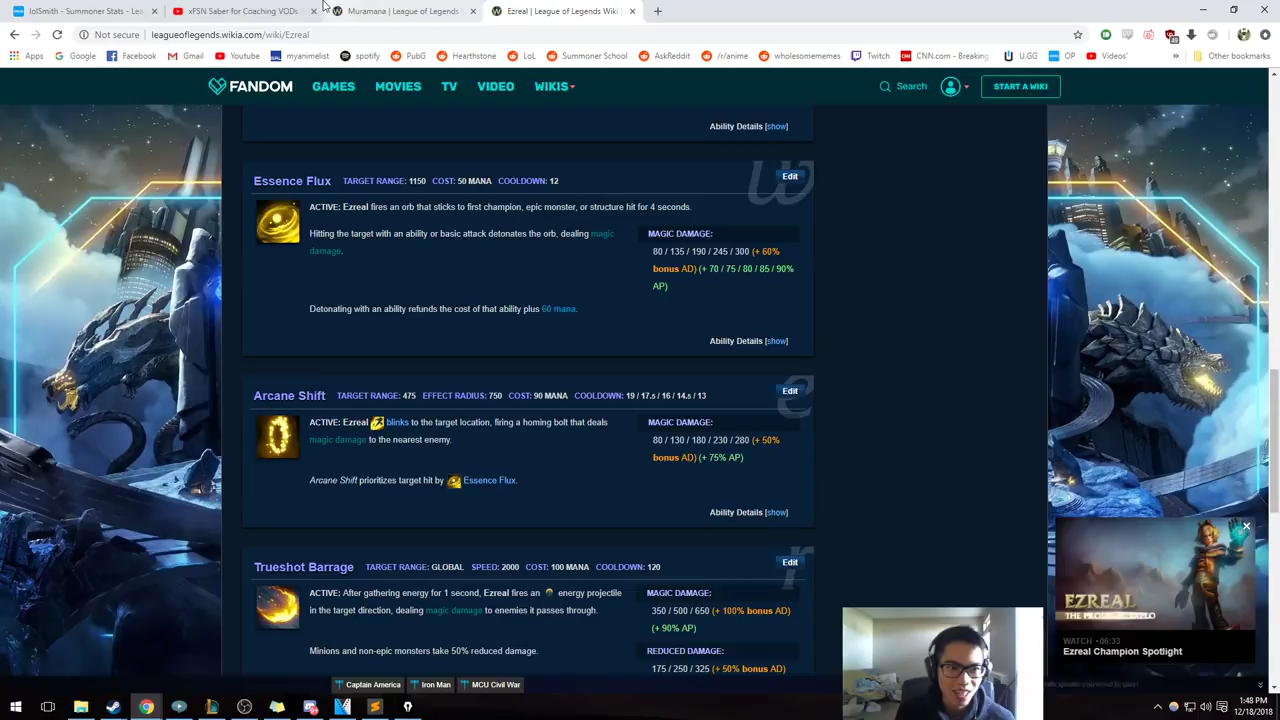 lolSmith - Summoner Stats - Lea
xFSN Saber for Coaching VODs
Muramana | League of Legends
Ezreal | League of Legends Wiki
Not secure | leagueoflegends.wikia.com/wiki/Ezreal
Apps Google Facebook Gmail YouTube myanimelist spotify PubG Hearthstone LoL Summoner School AskReddit /r/anime wholesomememes Twitch CNN.com - Breaking U.GG OP Videos' » Other bookmarks
FANDOM GAMES MOVIES TV VIDEO WIKIS Search START A WIKI
Ability Details [show]
Essence Flux TARGET RANGE: 1150 COST: 50 MANA COOLDOWN: 12
w
Edit
ACTIVE: Ezreal fires an orb that sticks to first champion, epic monster, or structure hit for 4 seconds.
Hitting the target with an ability or basic attack detonates the orb, dealing magic
damage.
MAGIC DAMAGE:
80 / 135 / 190 / 245 / 300 (+ 60%
bonus AD) (+ 70 / 75 / 80 / 85 / 90%
AP)
Detonating with an ability refunds the cost of that ability plus 60 mana.
Ability Details [show]
Arcane Shift TARGET RANGE: 475 EFFECT RADIUS: 750 COST: 90 MANA COOLDOWN: 19 / 17.5 / 16 / 14.5 / 13
e
Edit
ACTIVE: Ezreal blinks to the target location, firing a homing bolt that deals
magic damage to the nearest enemy.
MAGIC DAMAGE:
80 / 130 / 180 / 230 / 280 (+ 50%
bonus AD) (+ 75% AP)
Arcane Shift prioritizes target hit by Essence Flux.
Ability Details [show]
Trueshot Barrage TARGET RANGE: GLOBAL SPEED: 2000 COST: 100 MANA COOLDOWN: 120
r
Edit
ACTIVE: After gathering energy for 1 second, Ezreal fires an energy projectile
in the target direction, dealing magic damage to enemies it passes through.
MAGIC DAMAGE:
350 / 500 / 650 (+ 100% bonus AD)
(+ 90% AP)
Minions and non-epic monsters take 50% reduced damage.
REDUCED DAMAGE:
175 / 250 / 325 (+ 50% bonus AD)
EZREAL
WATCH • 06:33
Ezreal Champion Spotlight
Captain America Iron Man MCU Civil War
1:48 PM
12/18/2018